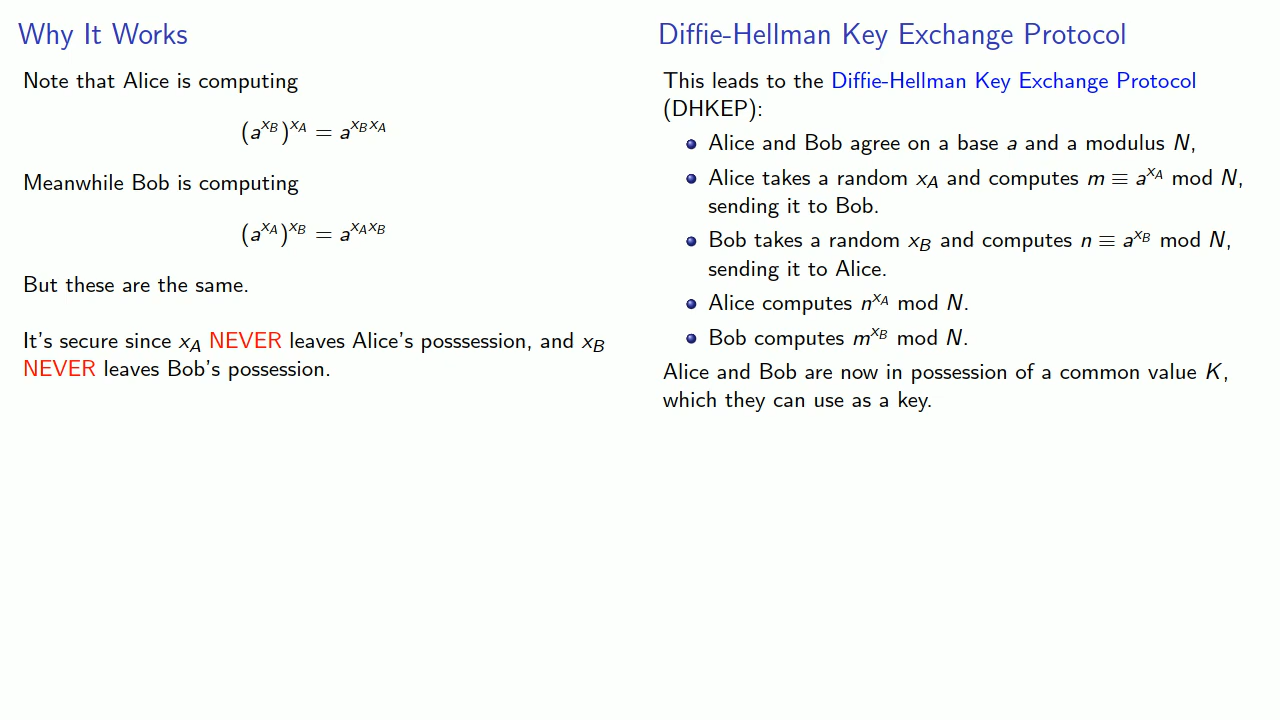 Why It Works
Note that Alice is computing
(a^{x_B})^{x_A} = a^{x_B x_A}
Meanwhile Bob is computing
(a^{x_A})^{x_B} = a^{x_A x_B}
But these are the same.
It's secure since x_A NEVER leaves Alice's posssession, and x_B
NEVER leaves Bob's possession.
Diffie-Hellman Key Exchange Protocol
This leads to the Diffie-Hellman Key Exchange Protocol
(DHKEP):
• Alice and Bob agree on a base a and a modulus N,
• Alice takes a random x_A and computes m ≡ a^{x_A} mod N,
sending it to Bob.
• Bob takes a random x_B and computes n ≡ a^{x_B} mod N,
sending it to Alice.
• Alice computes n^{x_A} mod N.
• Bob computes m^{x_B} mod N.
Alice and Bob are now in possession of a common value K,
which they can use as a key.